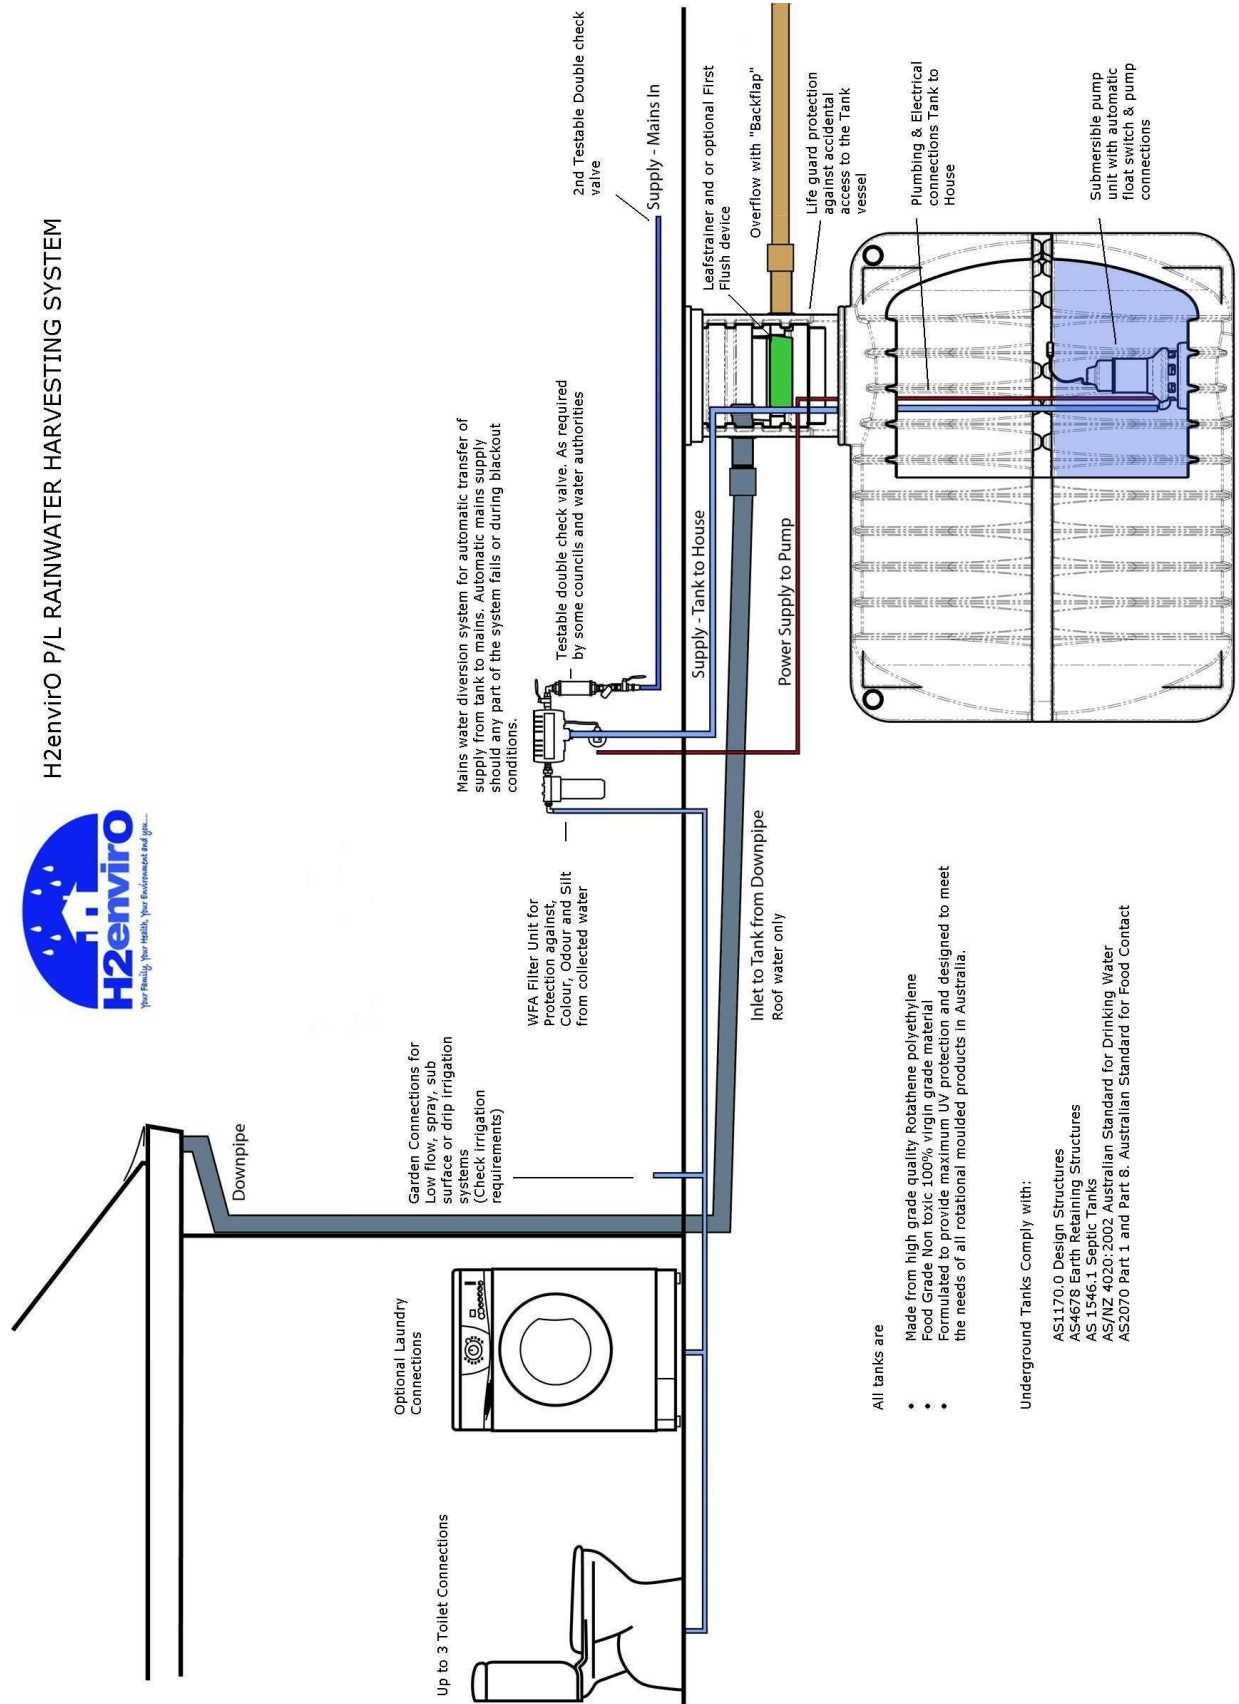 H2enviro
Your Family, Your Health, Your Environment and you....
H2enviro P/L RAINWATER HARVESTING SYSTEM
Up to 3 Toilet Connections
Optional Laundry
Connections
Downpipe
Garden Connections for
Low flow, spray, sub
surface or drip irrigation
systems
(Check irrigation
requirements)
WFA Filter Unit for
Protection against,
Colour, Odour and Silt
from collected water
Mains water diversion system for automatic transfer of
supply from tank to mains. Automatic mains supply
should any part of the system fails or during blackout
conditions.
Testable double check valve. As required
by some councils and water authorities
2nd Testable Double check
valve
Supply - Mains In
Inlet to Tank from Downpipe
Roof water only
Supply - Tank to House
Power Supply to Pump
Leafstrainer and or optional First
Flush device
Overflow with "Backflap"
Life guard protection
against accidental
access to the Tank
vessel
Plumbing & Electrical
connections Tank to
House
Submersible pump
unit with automatic
float switch & pump
connections
All tanks are
• Made from high grade quality Rotathene polyethylene
• Food Grade Non toxic 100% virgin grade material
• Formulated to provide maximum UV protection and designed to meet
the needs of all rotational moulded products in Australia.
Underground Tanks Comply with:
AS1170.0 Design Structures
AS4678 Earth Retaining Structures
AS 1546.1 Septic Tanks
AS/NZ 4020:2002 Australian Standard for Drinking Water
AS2070 Part 1 and Part 8. Australian Standard for Food Contact